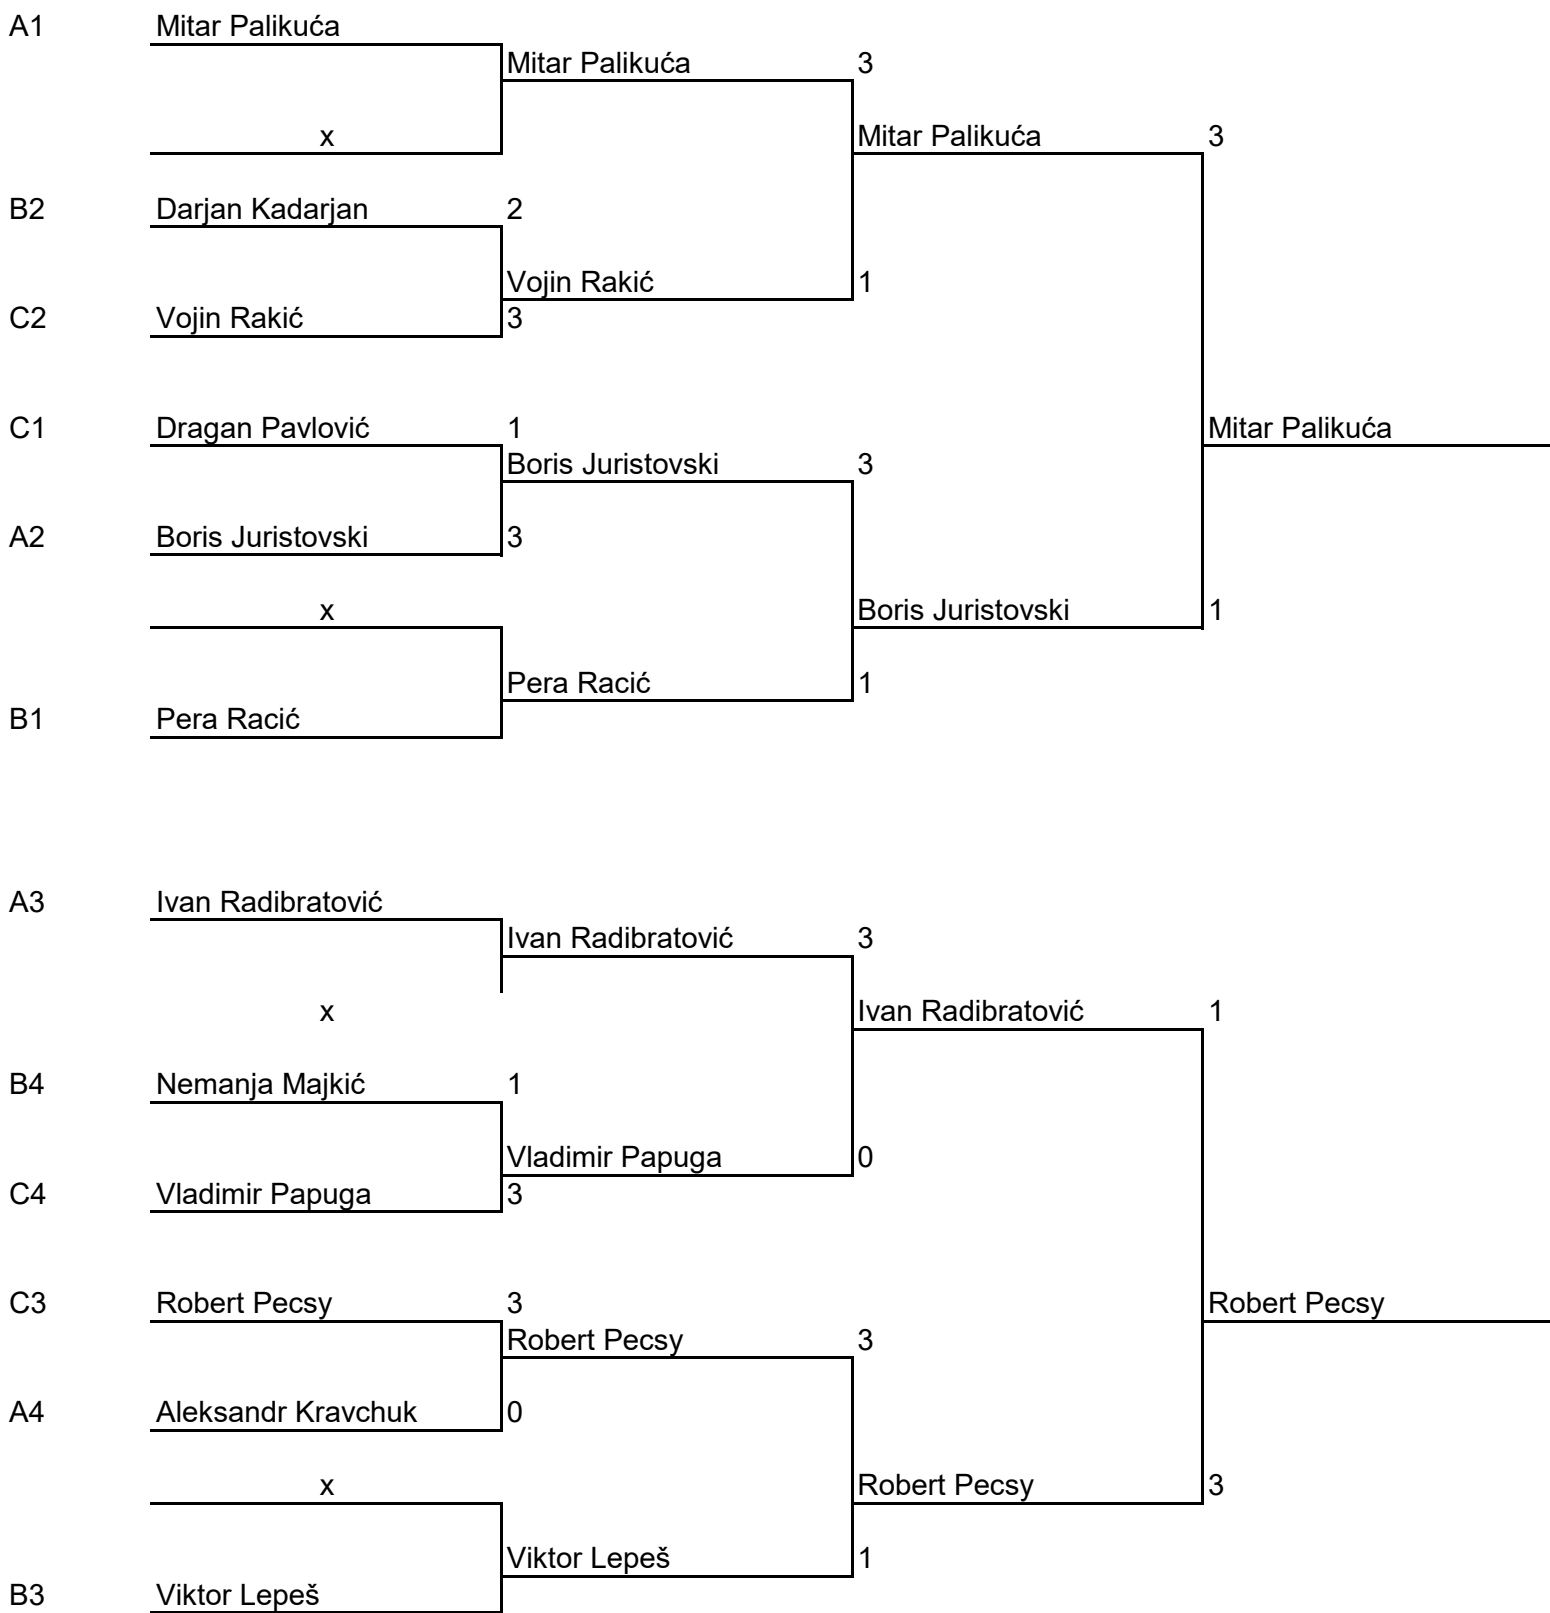 A1 Mitar Palikuća
Mitar Palikuća 3
x Mitar Palikuća 3
B2 Darjan Kadarjan 2
Vojin Rakić 1
C2 Vojin Rakić 3
C1 Dragan Pavlović 1 Mitar Palikuća
Boris Juristovski 3
A2 Boris Juristovski 3
x Boris Juristovski 1
Pera Racić 1
B1 Pera Racić
A3 Ivan Radibratović
Ivan Radibratović 3
x Ivan Radibratović 1
B4 Nemanja Majkić 1
Vladimir Papuga 0
C4 Vladimir Papuga 3
C3 Robert Pecsy 3 Robert Pecsy
Robert Pecsy 3
A4 Aleksandr Kravchuk 0
x Robert Pecsy 3
Viktor Lepeš 1
B3 Viktor Lepeš